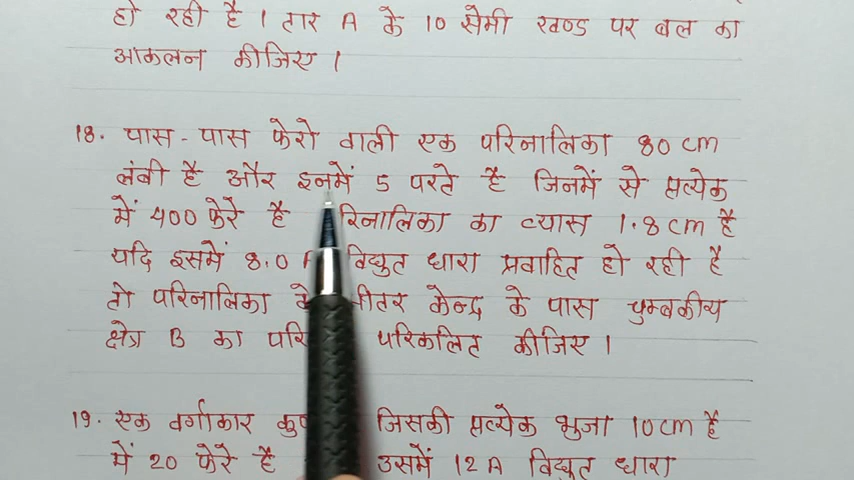 हो रही है । तार A के 10 सेमी खण्ड पर बल का
आकलन कीजिए ।
18. पास-पास फेरो वाली एक परिनालिका 80 cm
लंबी है और इनमें 5 परते है जिनमें से प्रत्येक
में 400 फेरे है रिनालिका का व्यास 1.8 cm है
यदि इसमें 8.0 विद्युत धारा प्रवाहित हो रही है
तो परिनालिका के भीतर केन्द्र के पास चुम्बकीय
क्षेत्र B का परि परिकलित कीजिए ।
19. एक वर्गाकार जिसकी प्रत्येक भुजा 10 cm है
में 20 फेरे है उसमें 12 A विद्युत धारा